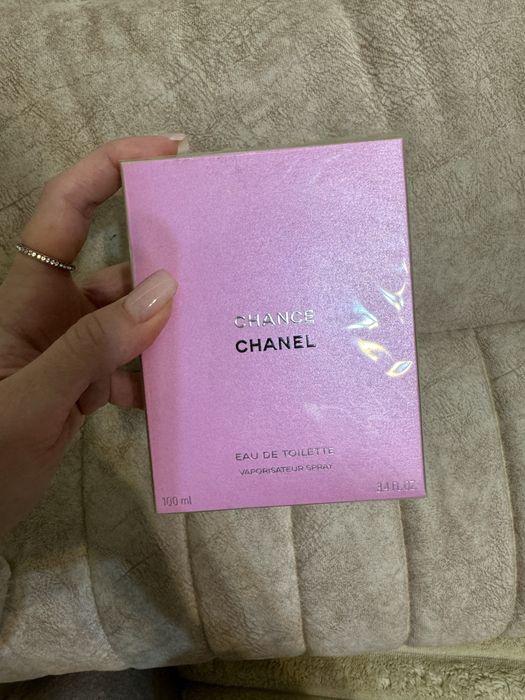 CHANCE
CHANEL
EAU DE TOILETTE
VAPORISATEUR SPRAY
100 ml
3.4 FL. OZ.